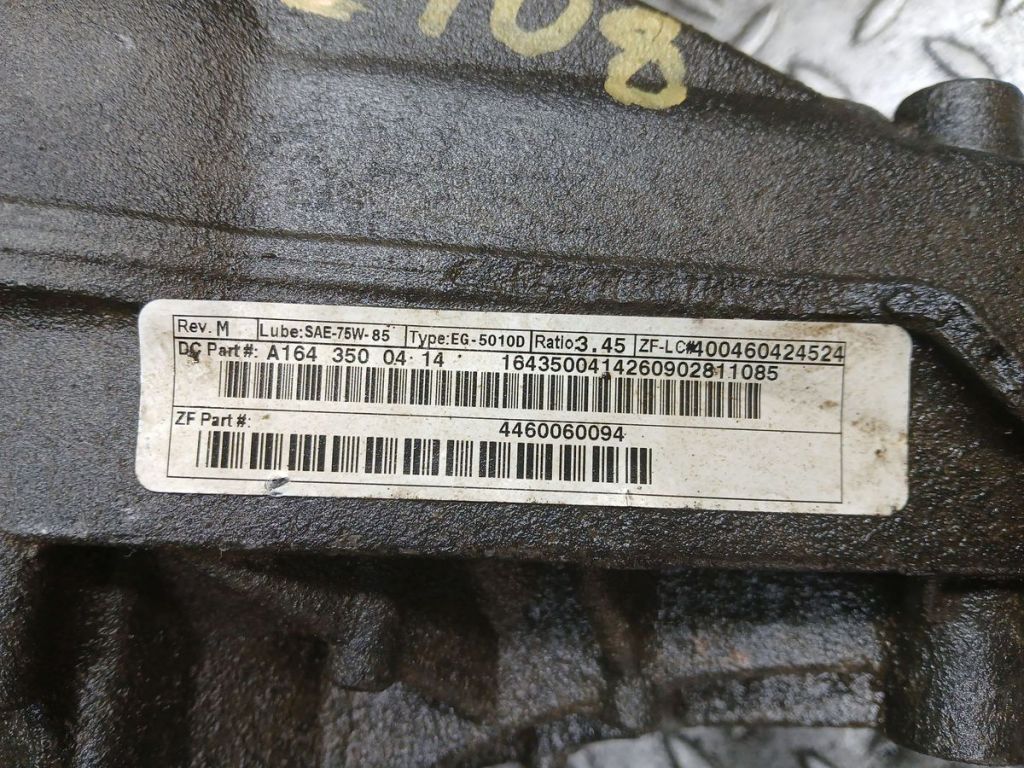 108
Rev. M Lube:SAE-75W-85 Type:EG-5010D Ratio:3.45 ZF-LC#400460424524
DC Part#: A164 350 04 14 164350041426090281​1085
ZF Part#: 4460060094